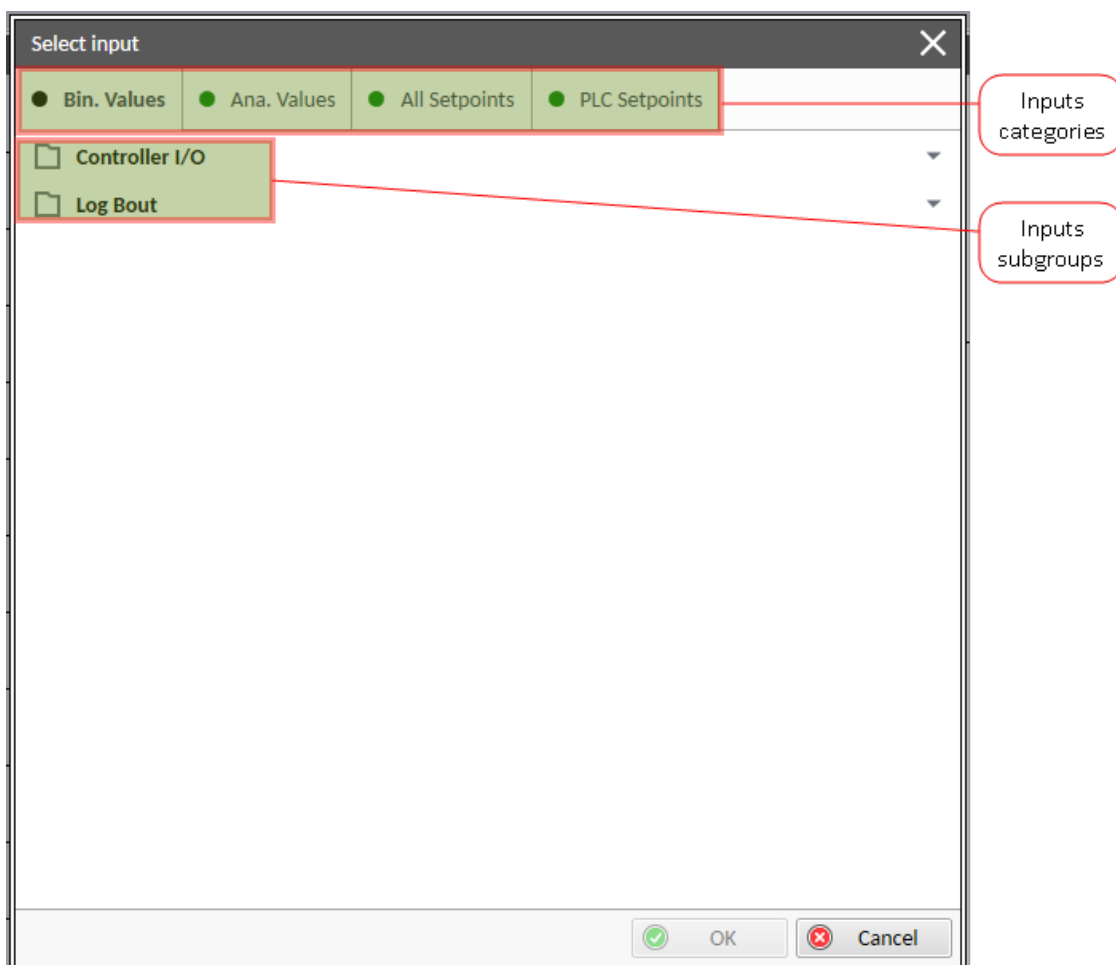 Select input
Bin. Values Ana. Values All Setpoints PLC Setpoints
Inputs
categories
Controller I/O
Log Bout
Inputs
subgroups
OK Cancel